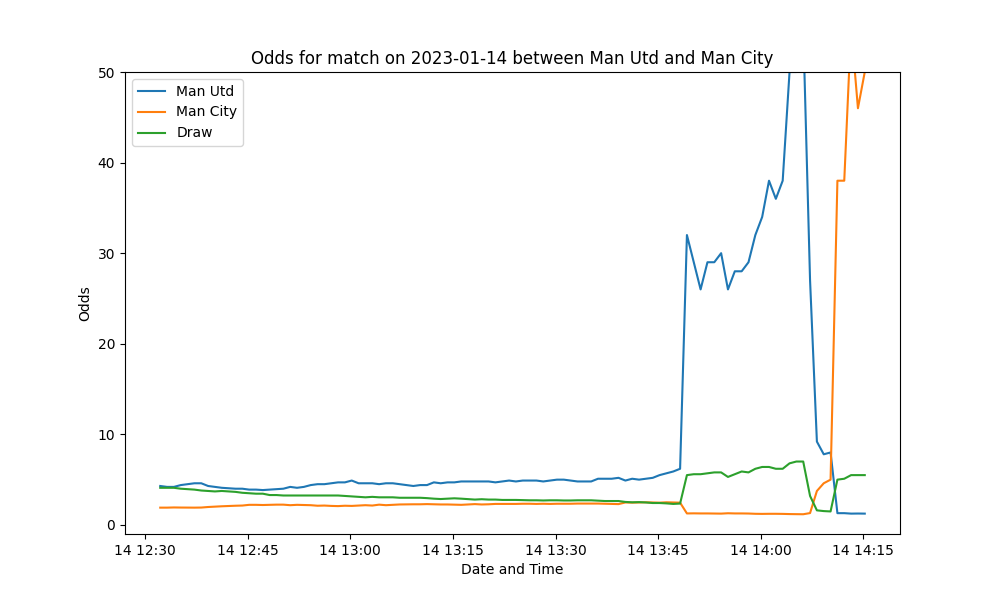 Odds for match on 2023-01-14 between Man Utd and Man City
Man Utd
Man City
Draw
50
40
30
20
10
0
Odds
14 12:30 14 12:45 14 13:00 14 13:15 14 13:30 14 13:45 14 14:00 14 14:15
Date and Time